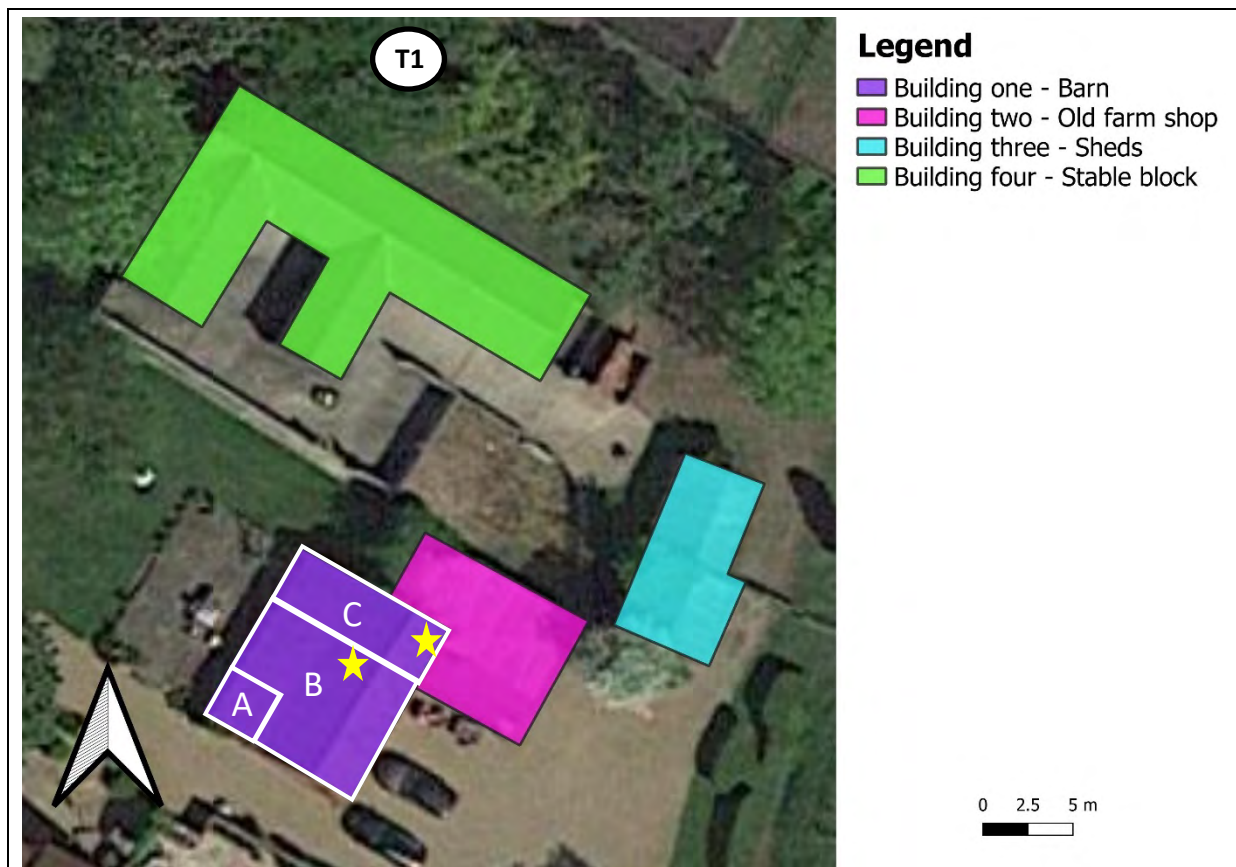 T1
Legend
Building one - Barn
Building two - Old farm shop
Building three - Sheds
Building four - Stable block
C
B
A
0 2.5 5 m